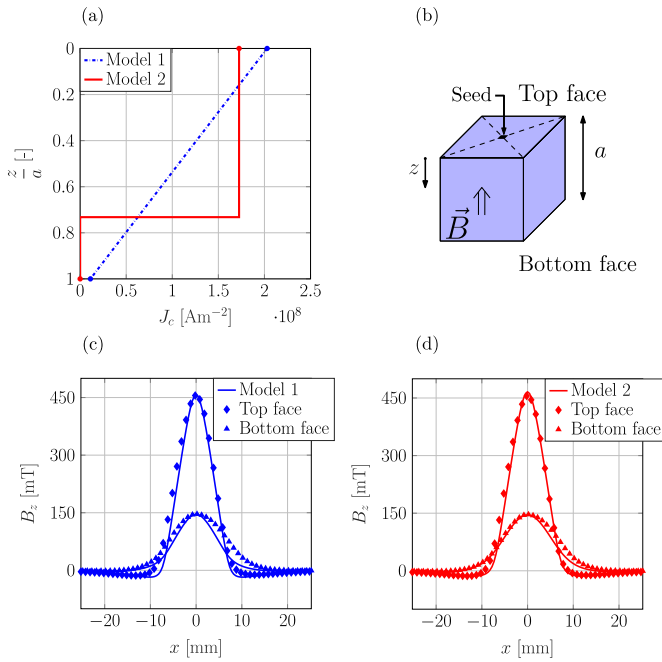 (a)
Model 1
Model 2
0
0.2
0.4
0.6
0.8
1
z/a [-]
0
0.5
1
1.5
2
2.5
J_c [Am⁻²]
·10⁸
(b)
Seed
Top face
z
a
B⃗
Bottom face
(c)
Model 1
Top face
Bottom face
450
300
150
0
B_z [mT]
−20
−10
0
10
20
x [mm]
(d)
Model 2
Top face
Bottom face
450
300
150
0
B_z [mT]
−20
−10
0
10
20
x [mm]